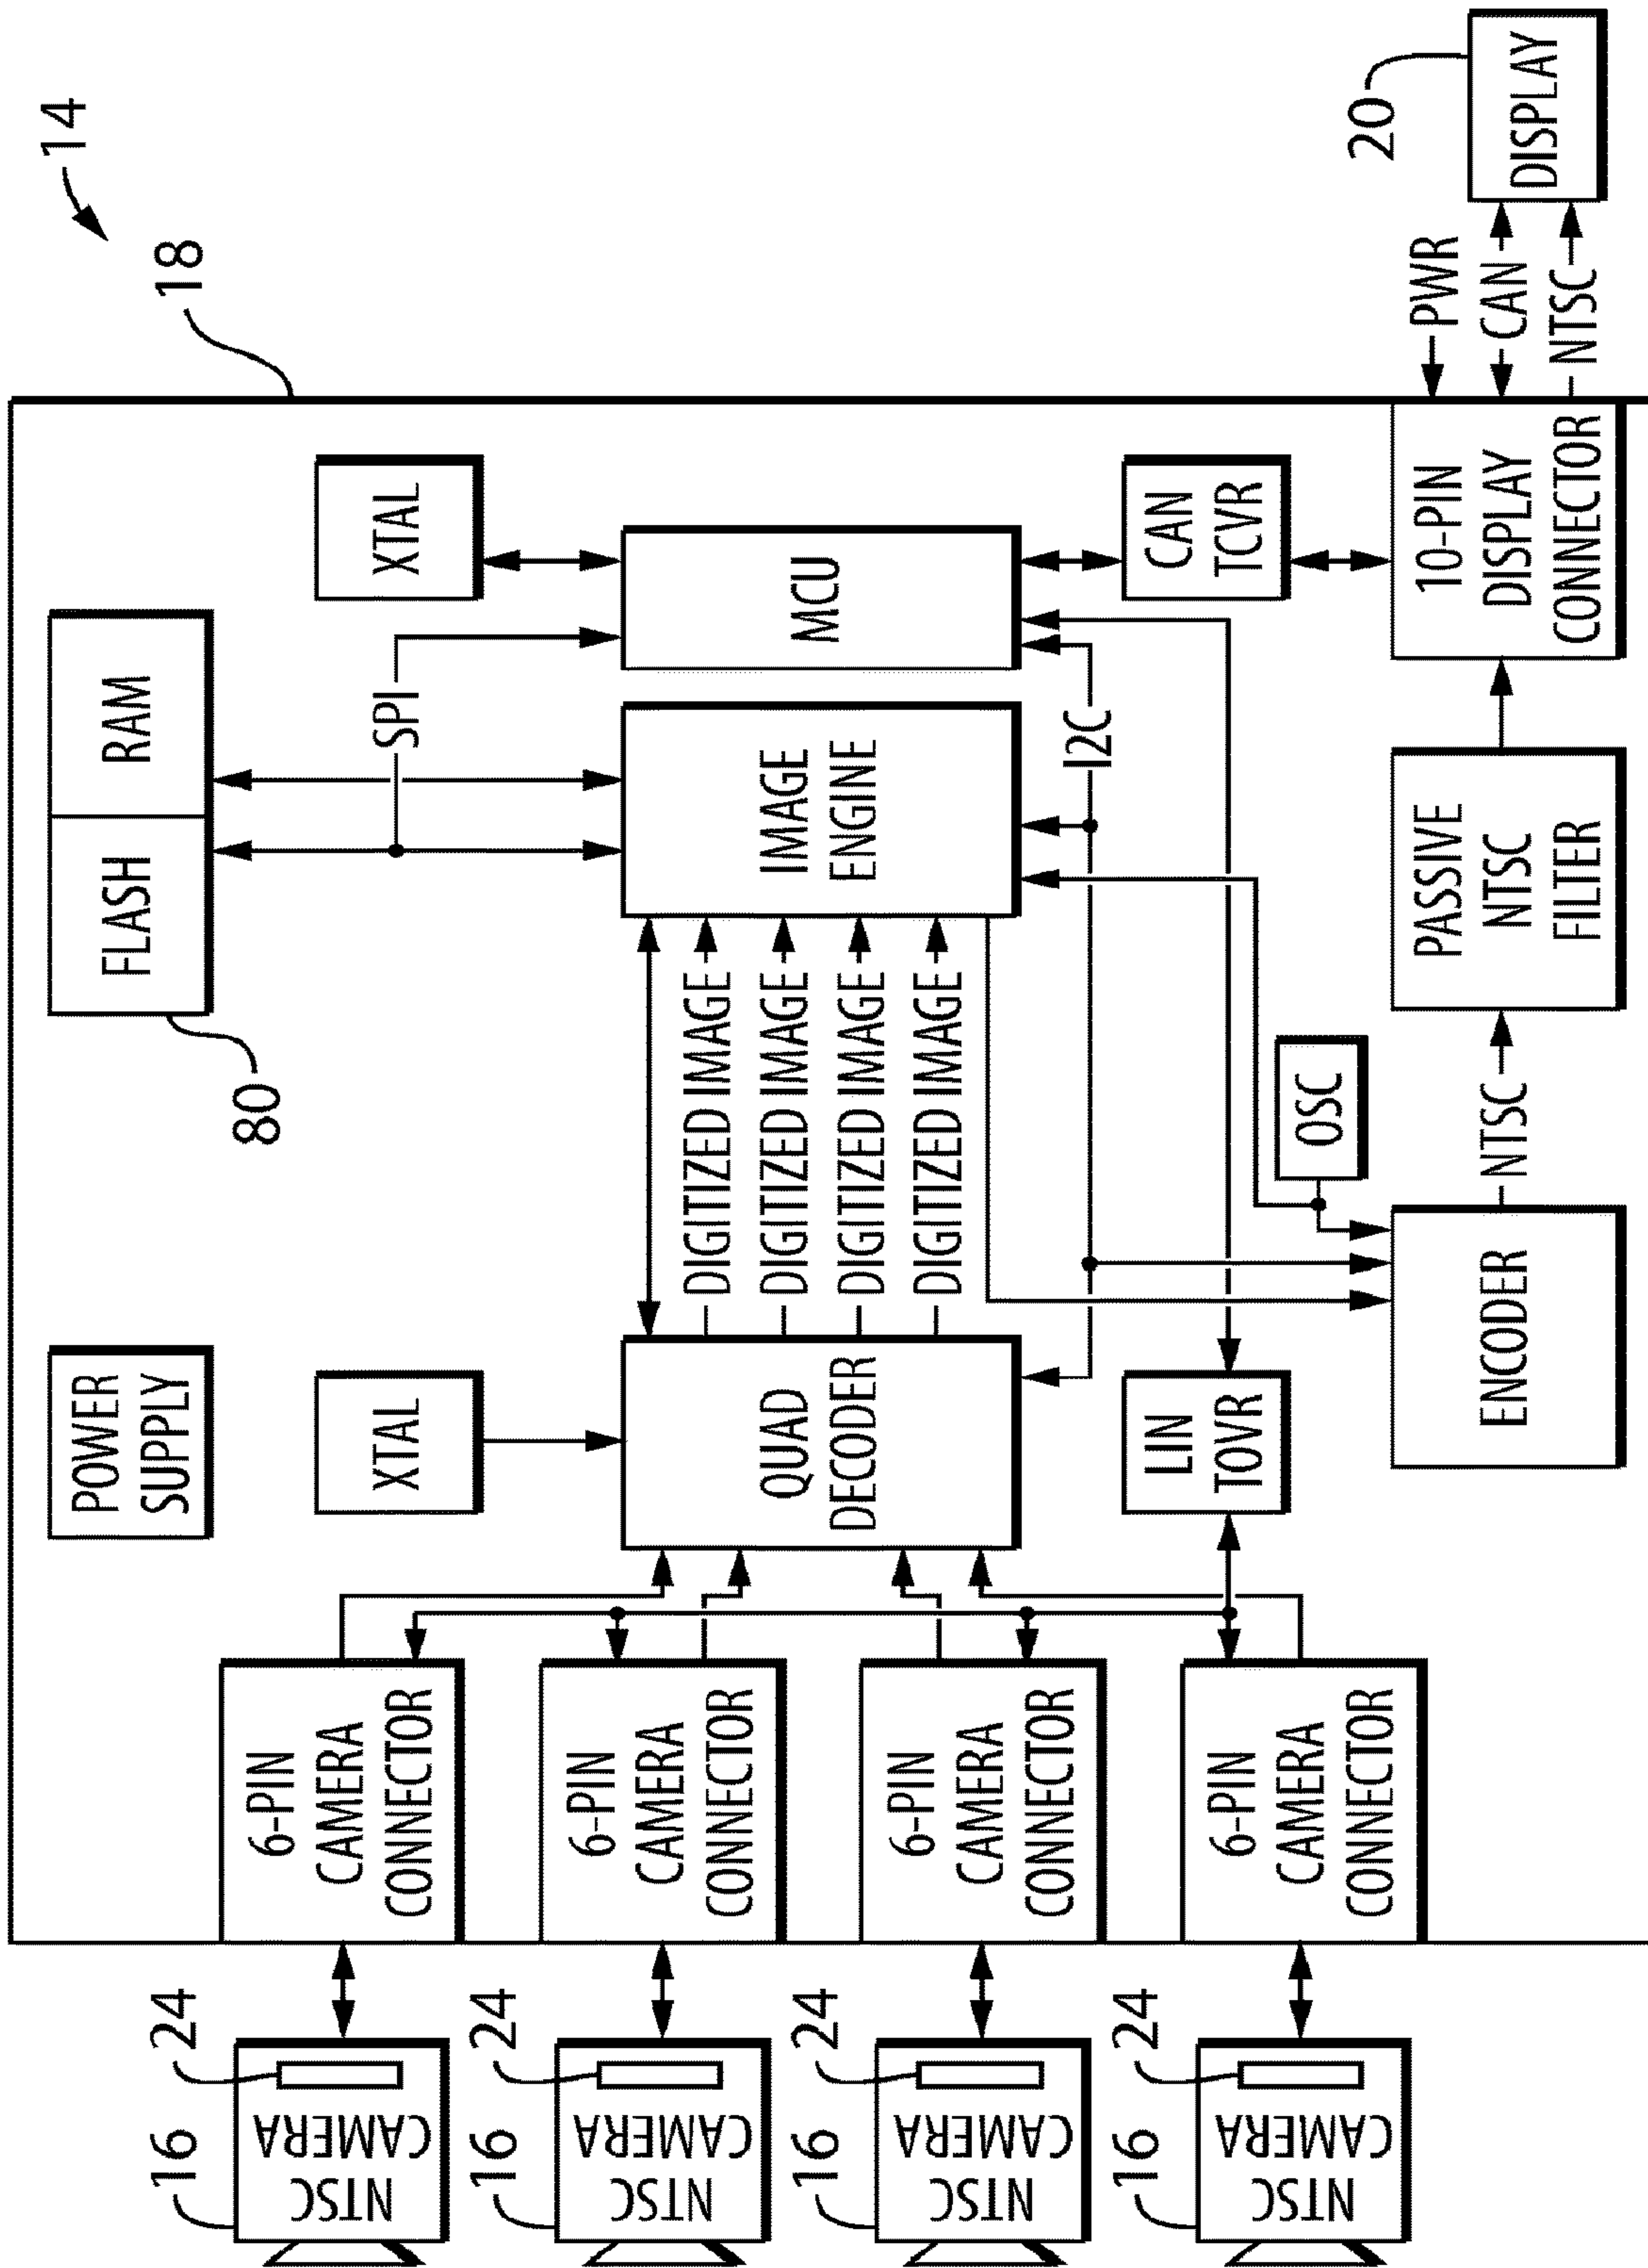 14
18
16
24
NTSC
CAMERA
16
24
NTSC
CAMERA
16
24
NTSC
CAMERA
16
24
NTSC
CAMERA
6-PIN
CAMERA
CONNECTOR
6-PIN
CAMERA
CONNECTOR
6-PIN
CAMERA
CONNECTOR
6-PIN
CAMERA
CONNECTOR
POWER
SUPPLY
FLASH
RAM
80
XTAL
XTAL
SPI
QUAD
DECODER
DIGITIZED IMAGE
DIGITIZED IMAGE
DIGITIZED IMAGE
DIGITIZED IMAGE
IMAGE
ENGINE
MCU
I2C
LIN
TOVR
CAN
TCVR
OSC
ENCODER
NTSC
PASSIVE
NTSC
FILTER
10-PIN
DISPLAY
CONNECTOR
PWR
CAN
NTSC
20
DISPLAY